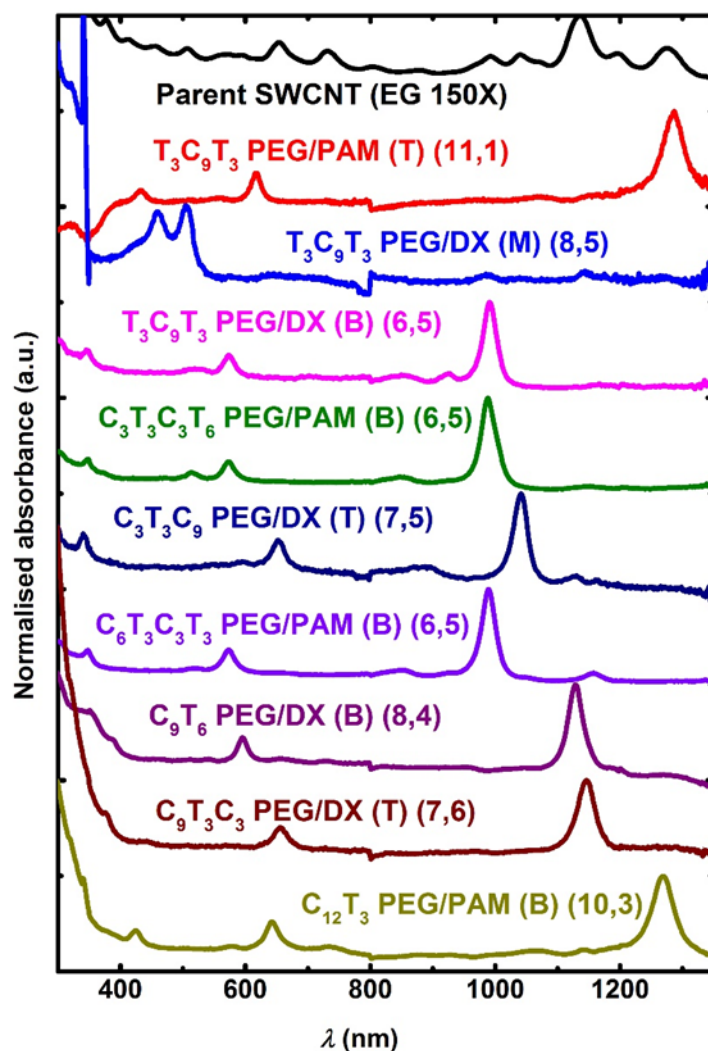 Parent SWCNT (EG 150X)
T₃C₉T₃ PEG/PAM (T) (11,1)
T₃C₉T₃ PEG/DX (M) (8,5)
T₃C₉T₃ PEG/DX (B) (6,5)
C₃T₃C₃T₆ PEG/PAM (B) (6,5)
C₃T₃C₉ PEG/DX (T) (7,5)
C₆T₃C₃T₃ PEG/PAM (B) (6,5)
C₉T₆ PEG/DX (B) (8,4)
C₉T₃C₃ PEG/DX (T) (7,6)
C₁₂T₃ PEG/PAM (B) (10,3)
Normalised absorbance (a.u.)
400 600 800 1000 1200
λ (nm)